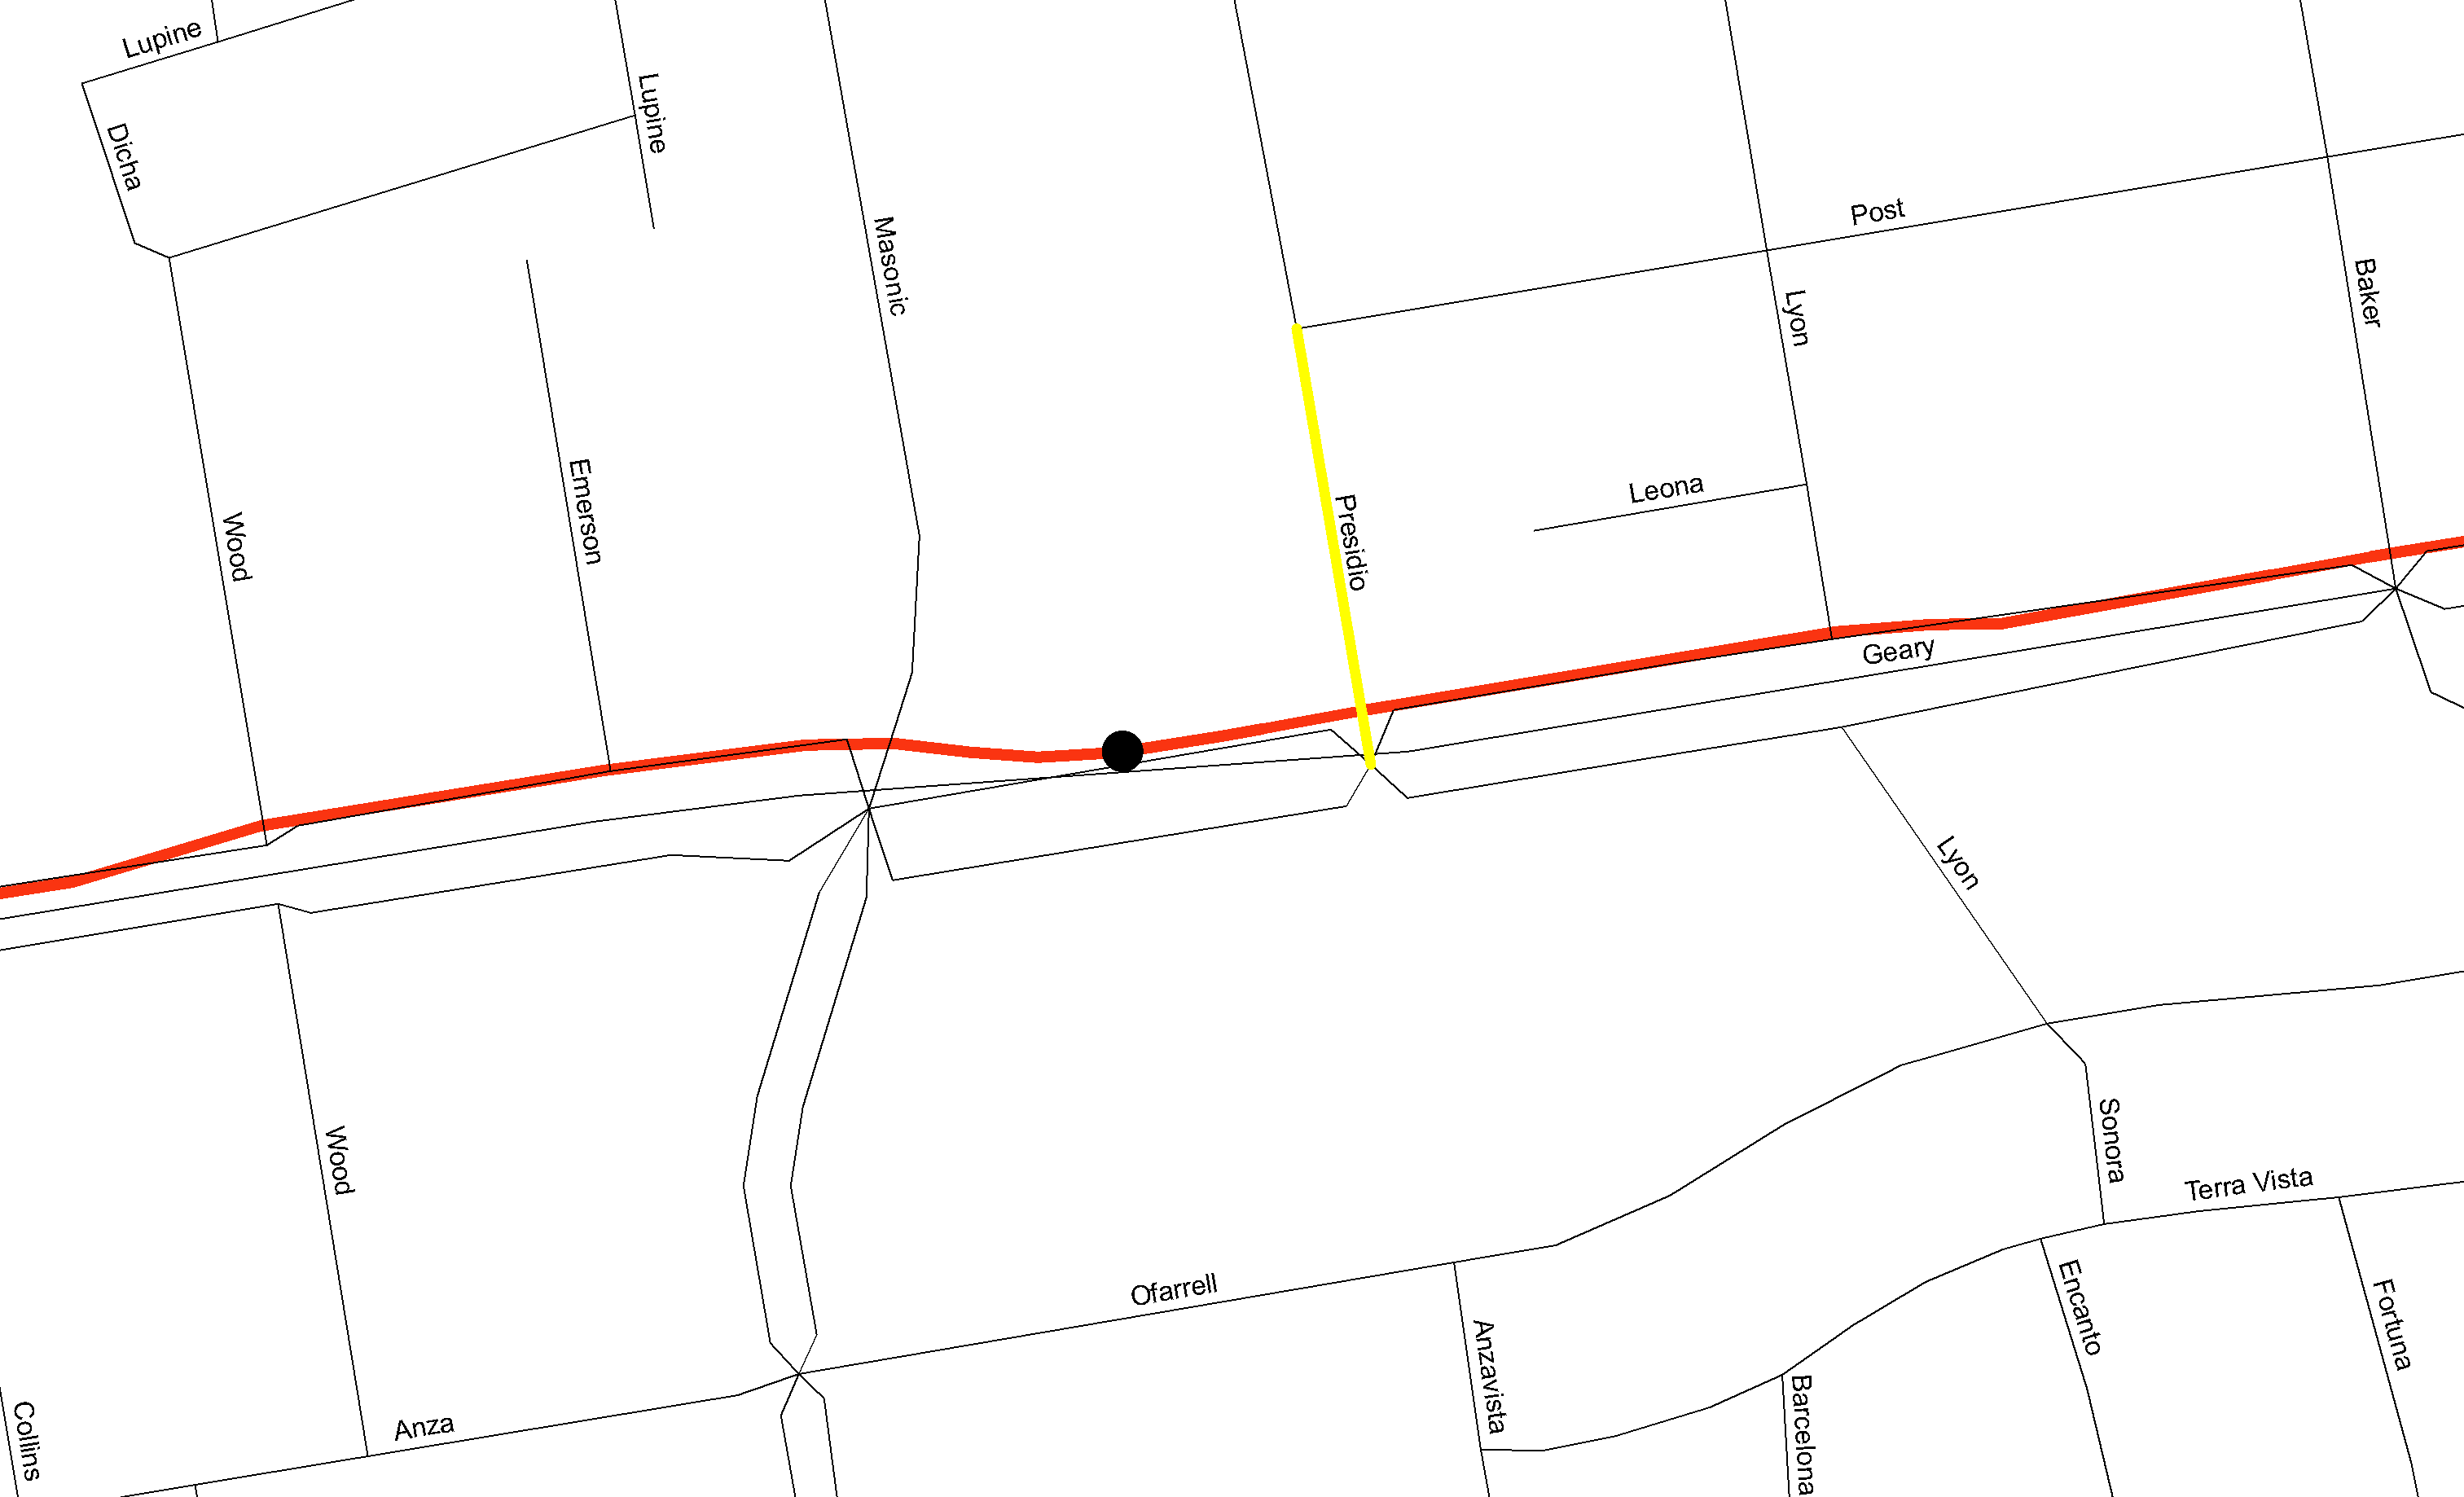 Lupine
Lupine
Dicha
Masonic
Post
Lyon
Baker
Wood
Emerson
Presidio
Leona
Geary
Lyon
Wood
Sonora
Terra Vista
Ofarrell
Encanto
Fortuna
Anzavista
Barcelona
Collins
Anza